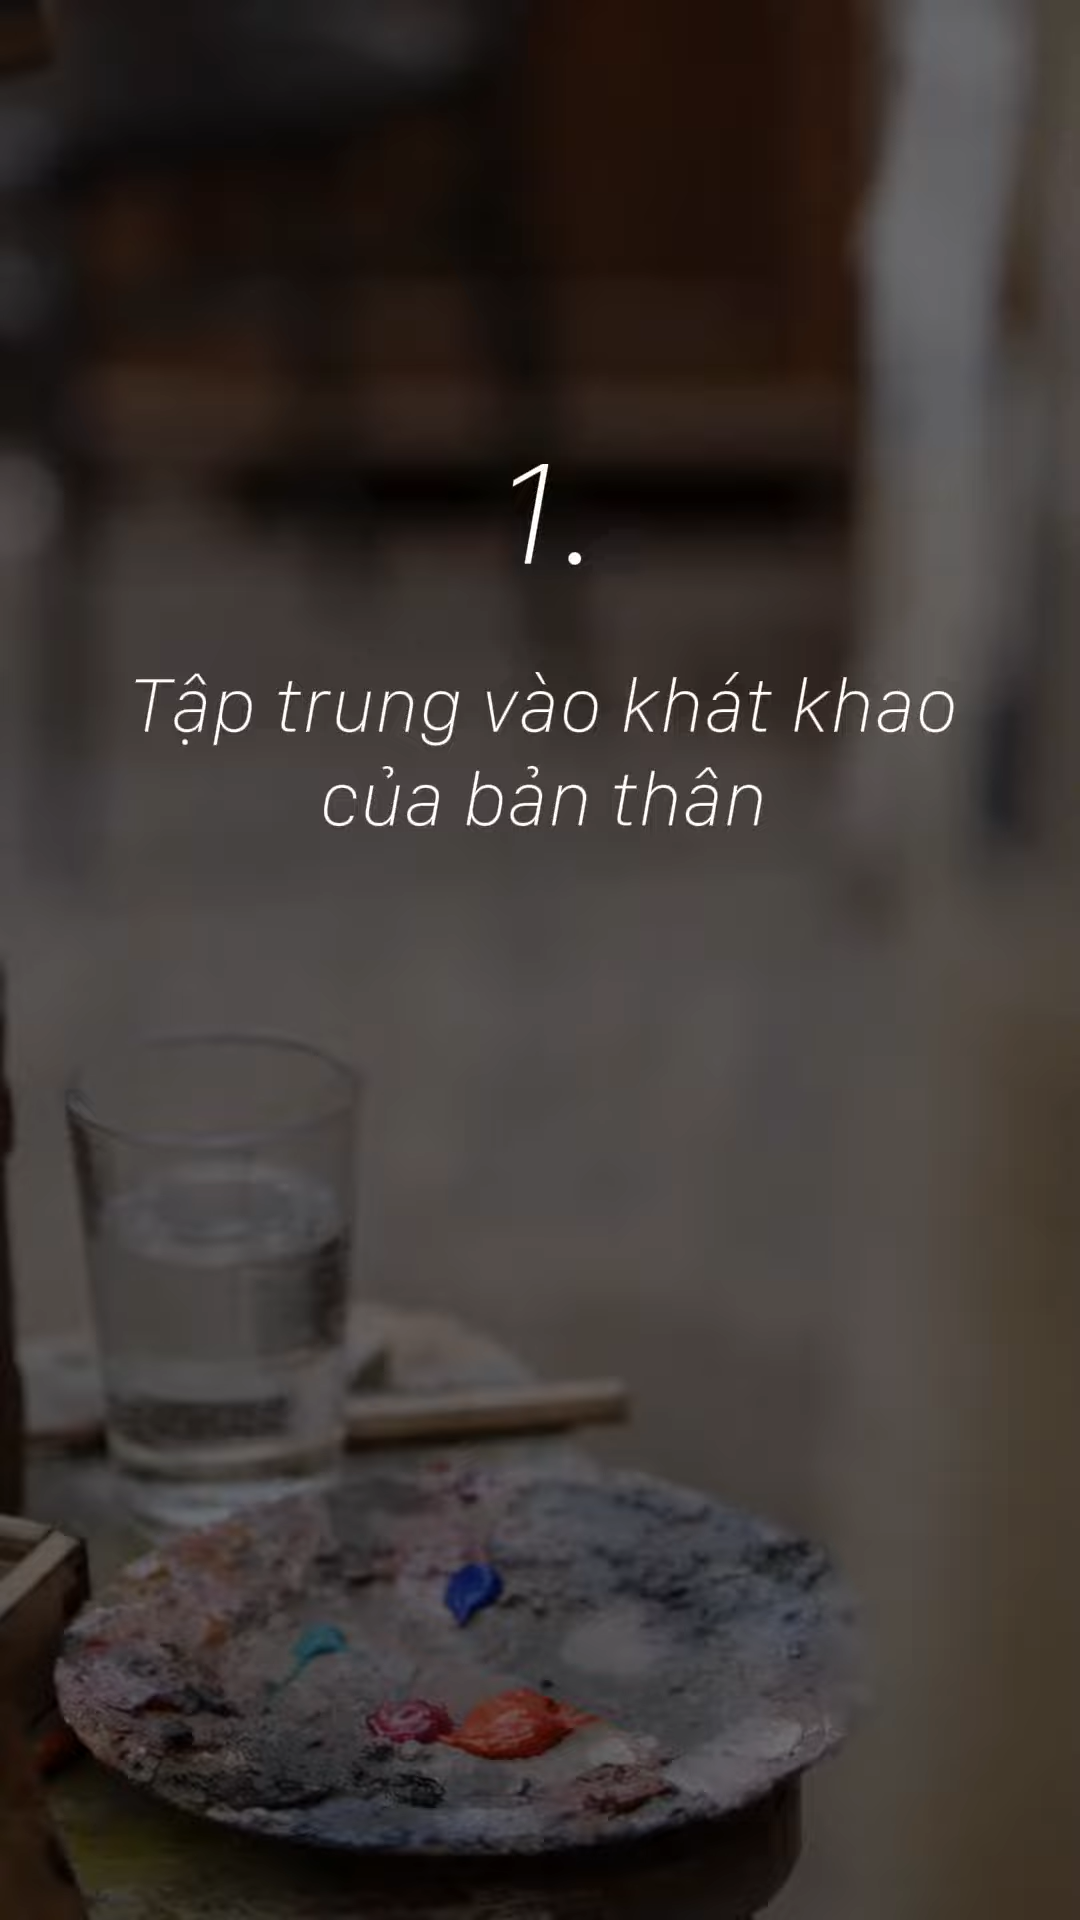 1.
Tập trung vào khát khao
của bản thân